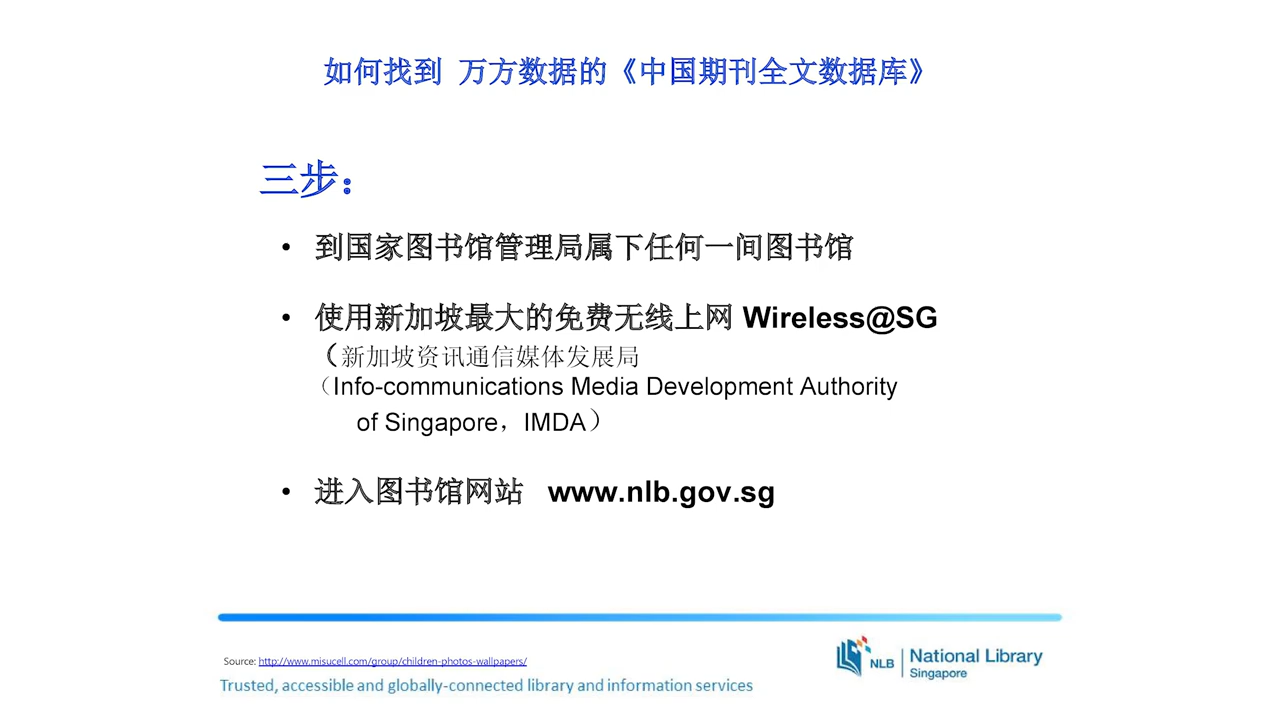 如何找到 万方数据的《中国期刊全文数据库》
三步：
• 到国家图书馆管理局属下任何一间图书馆
• 使用新加坡最大的免费无线上网 Wireless@SG
（新加坡资讯通信媒体发展局
（Info-communications Media Development Authority
of Singapore，IMDA）
• 进入图书馆网站 www.nlb.gov.sg
Source: http://www.misucell.com/group/children-photos-wallpapers/
Trusted, accessible and globally-connected library and information services
NLB
National Library
Singapore